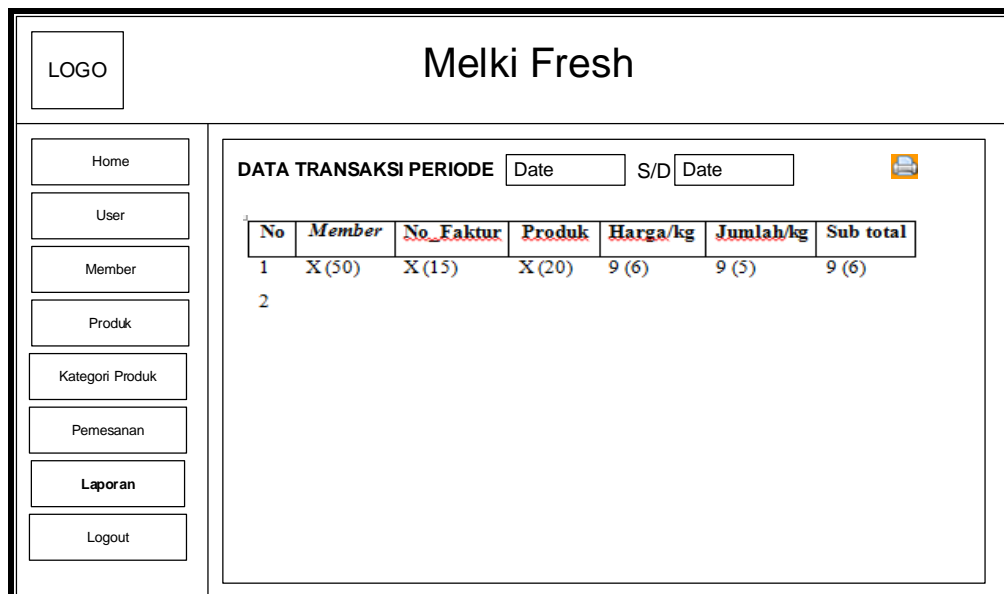 LOGO
Melki Fresh
Home
User
Member
Produk
Kategori Produk
Pemesanan
Laporan
Logout
DATA TRANSAKSI PERIODE Date S/D Date
No Member No_Faktur Produk Harga/kg Jumlah/kg Sub total
1 X (50) X (15) X (20) 9 (6) 9 (5) 9 (6)
2